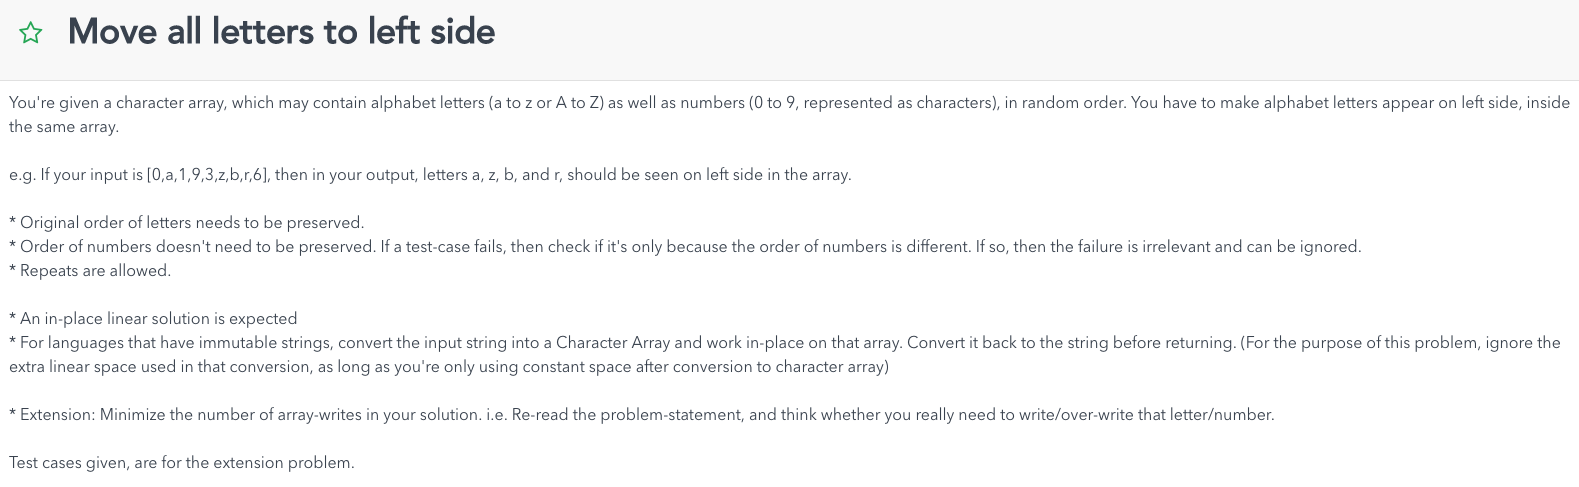 Move all letters to left side
You're given a character array, which may contain alphabet letters (a to z or A to Z) as well as numbers (0 to 9, represented as characters), in random order. You have to make alphabet letters appear on left side, inside
the same array.
e.g. If your input is [0,a,1,9,3,z,b,r,6], then in your output, letters a, z, b, and r, should be seen on left side in the array.
* Original order of letters needs to be preserved.
* Order of numbers doesn't need to be preserved. If a test-case fails, then check if it's only because the order of numbers is different. If so, then the failure is irrelevant and can be ignored.
* Repeats are allowed.
* An in-place linear solution is expected
* For languages that have immutable strings, convert the input string into a Character Array and work in-place on that array. Convert it back to the string before returning. (For the purpose of this problem, ignore the
extra linear space used in that conversion, as long as you're only using constant space after conversion to character array)
* Extension: Minimize the number of array-writes in your solution. i.e. Re-read the problem-statement, and think whether you really need to write/over-write that letter/number.
Test cases given, are for the extension problem.